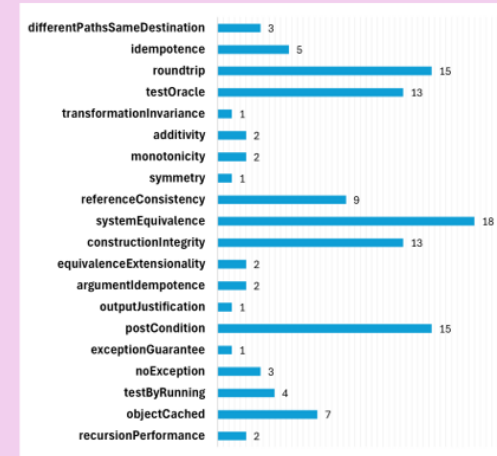 differentPathsSameDestination 3
idempotence 5
roundtrip 15
testOracle 13
transformationInvariance 1
additivity 2
monotonicity 2
symmetry 1
referenceConsistency 9
systemEquivalence 18
constructionIntegrity 13
equivalenceExtensionality 2
argumentIdempotence 2
outputJustification 1
postCondition 15
exceptionGuarantee 1
noException 3
testByRunning 4
objectCached 7
recursionPerformance 2